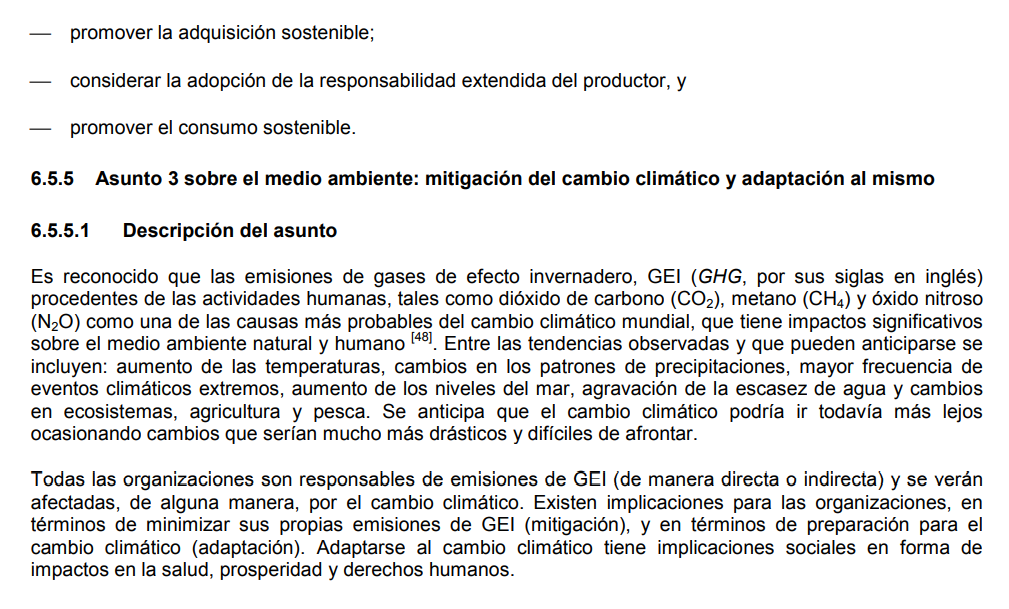 — promover la adquisición sostenible;
— considerar la adopción de la responsabilidad extendida del productor, y
— promover el consumo sostenible.
6.5.5 Asunto 3 sobre el medio ambiente: mitigación del cambio climático y adaptación al mismo
6.5.5.1 Descripción del asunto
Es reconocido que las emisiones de gases de efecto invernadero, GEI (GHG, por sus siglas en inglés)
procedentes de las actividades humanas, tales como dióxido de carbono (CO₂), metano (CH₄) y óxido nitroso
(N₂O) como una de las causas más probables del cambio climático mundial, que tiene impactos significativos
sobre el medio ambiente natural y humano [48]. Entre las tendencias observadas y que pueden anticiparse se
incluyen: aumento de las temperaturas, cambios en los patrones de precipitaciones, mayor frecuencia de
eventos climáticos extremos, aumento de los niveles del mar, agravación de la escasez de agua y cambios
en ecosistemas, agricultura y pesca. Se anticipa que el cambio climático podría ir todavía más lejos
ocasionando cambios que serían mucho más drásticos y difíciles de afrontar.
Todas las organizaciones son responsables de emisiones de GEI (de manera directa o indirecta) y se verán
afectadas, de alguna manera, por el cambio climático. Existen implicaciones para las organizaciones, en
términos de minimizar sus propias emisiones de GEI (mitigación), y en términos de preparación para el
cambio climático (adaptación). Adaptarse al cambio climático tiene implicaciones sociales en forma de
impactos en la salud, prosperidad y derechos humanos.